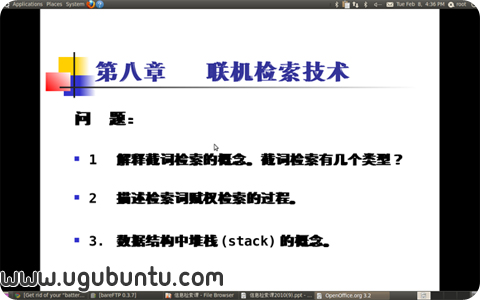 Applications Places System
Tue Feb 8, 4:36 PM root
第八章 联机检索技术
问 题：
1 解释截词检索的概念。截词检索有几个类型？
2 描述检索词赋权检索的过程。
3. 数据结构中堆栈(stack)的概念。
www.ugubuntu.com
[Get rid of your "batter... [bareFTP 0.3.7] 信息检索课 - File Browser 信息检索课2010(9).ppt - ... OpenOffice.org 3.2